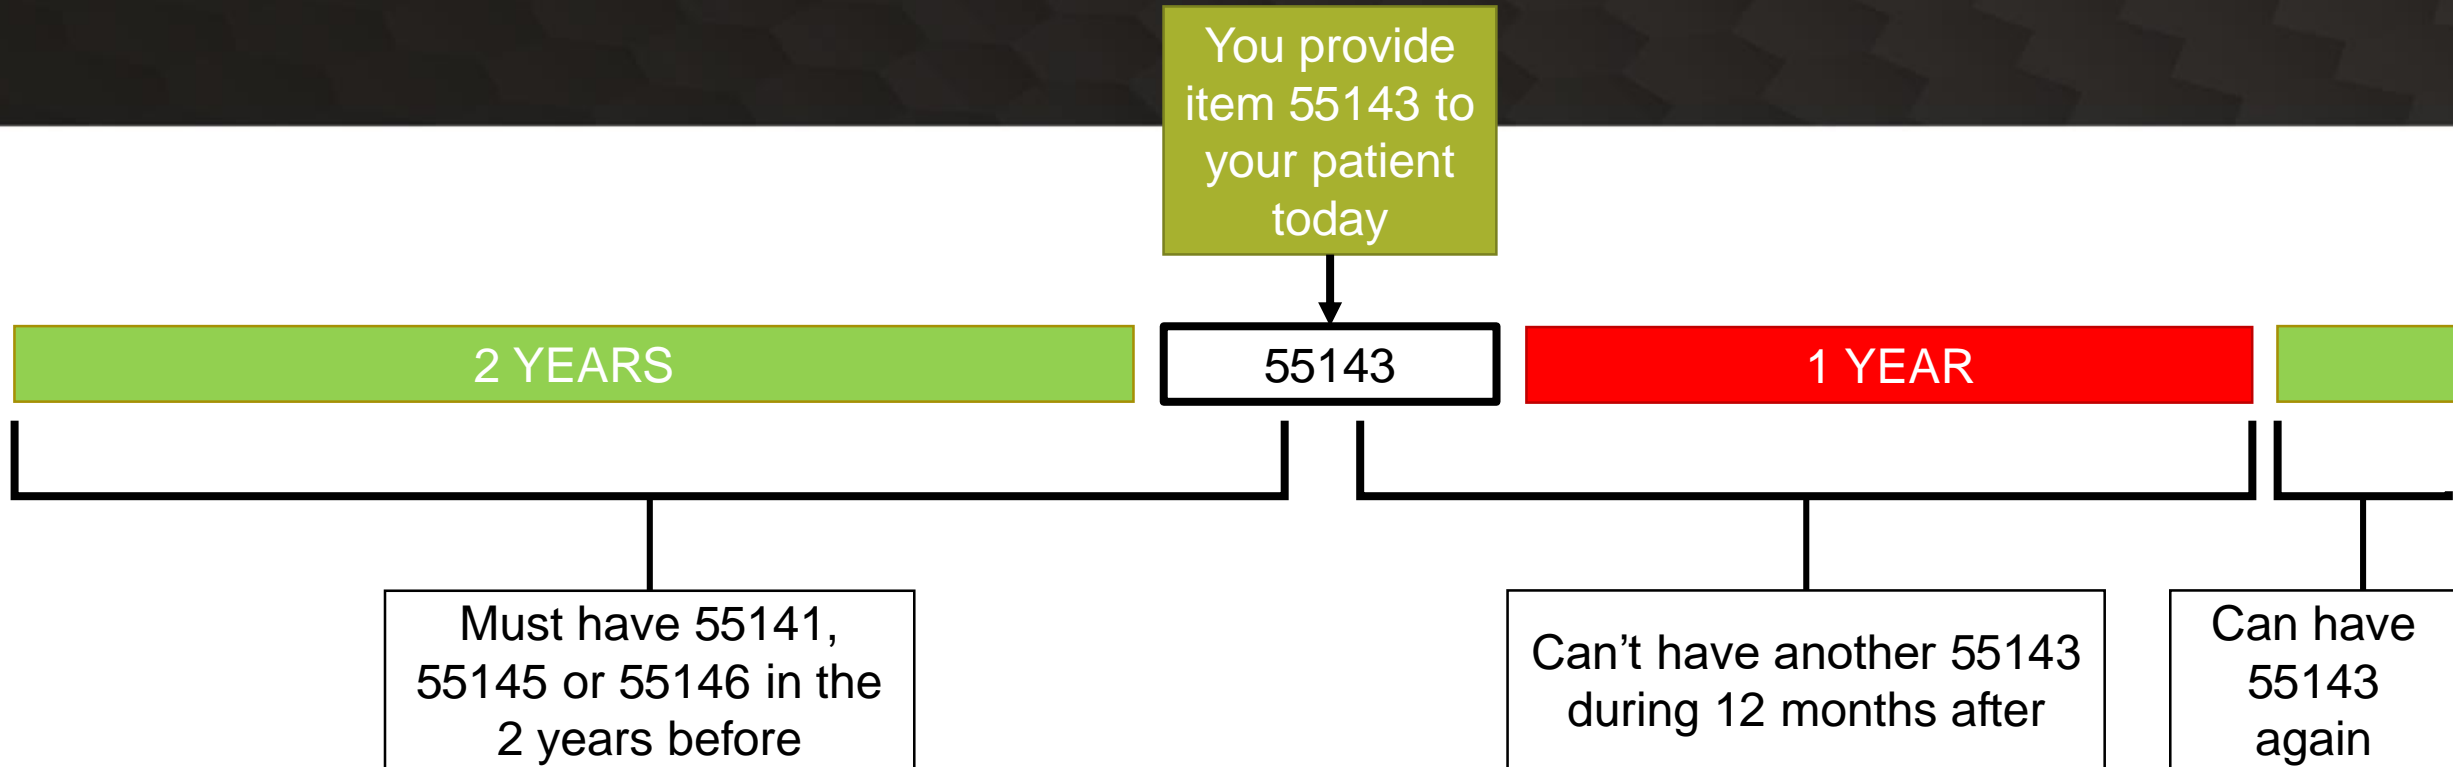 You provide
item 55143 to
your patient
today
2 YEARS
55143
1 YEAR
Must have 55141,
55145 or 55146 in the
2 years before
Can’t have another 55143
during 12 months after
Can have
55143
again